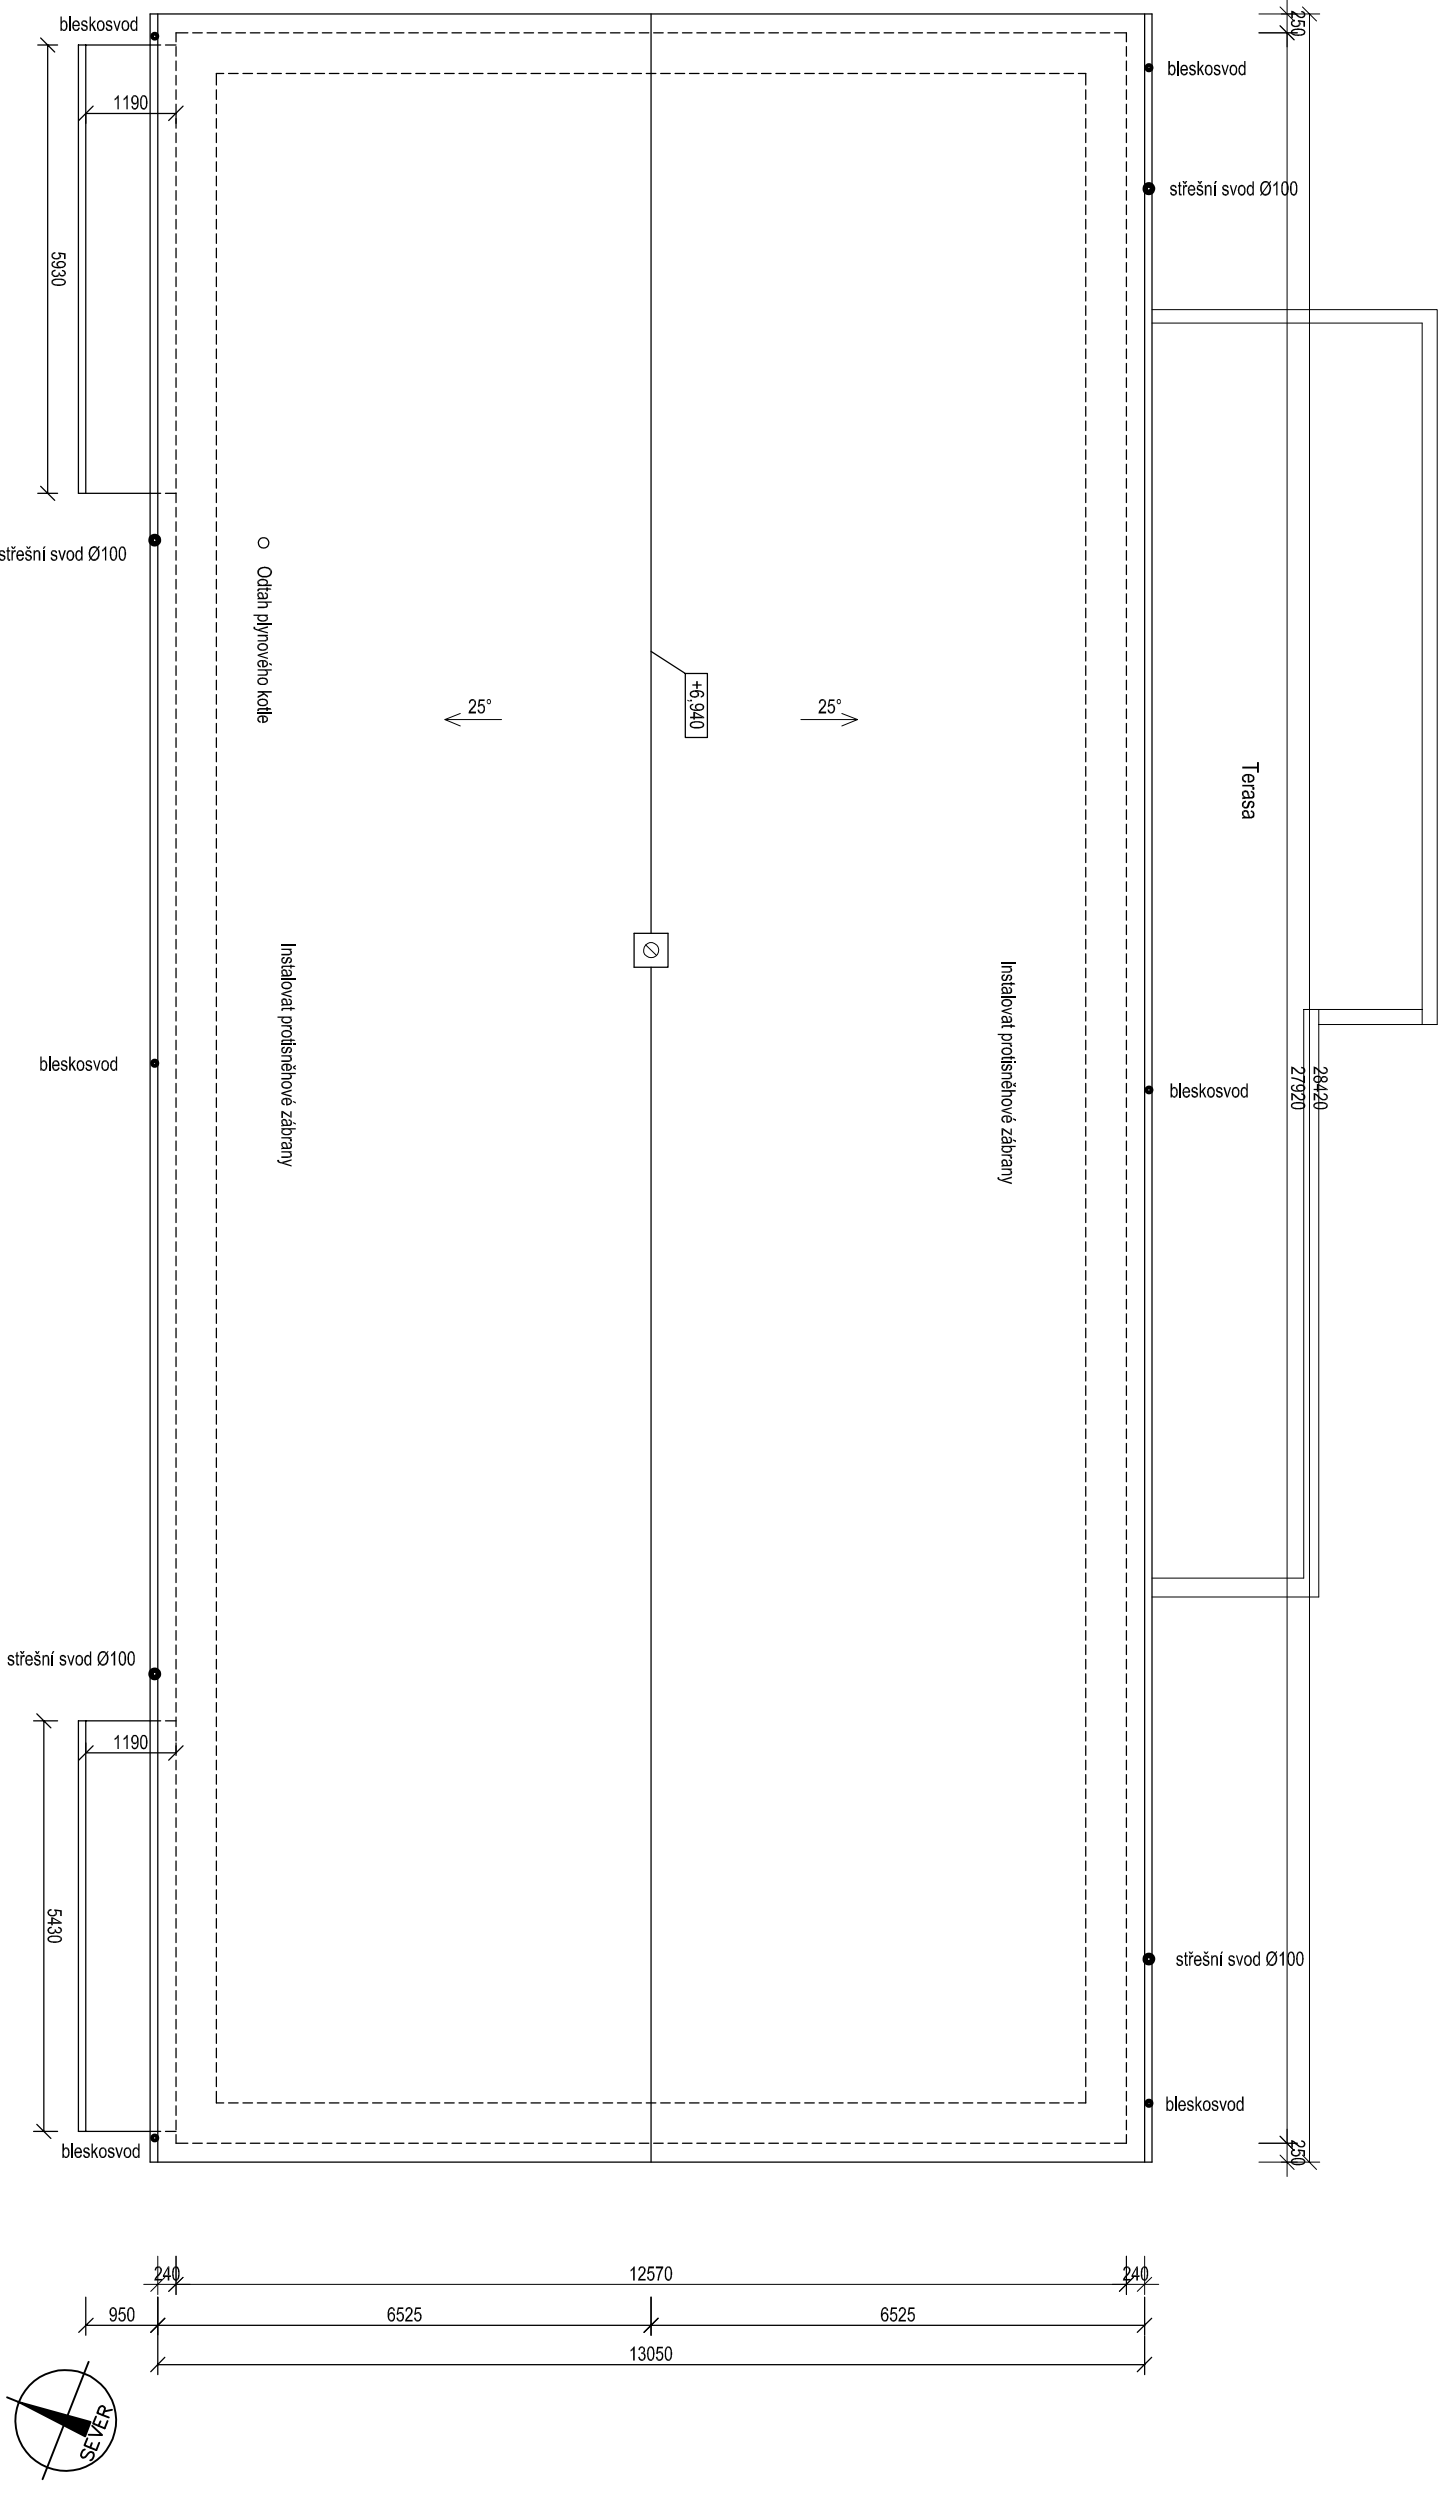 bleskosvod
250
bleskosvod
1190
střešní svod Ø100
5930
střešní svod Ø100
Odtah plynového kotle
25°
+6,940
25°
Terasa
Instalovat protisněhové zábrany
Instalovat protisněhové zábrany
bleskosvod
bleskosvod
27920
28420
střešní svod Ø100
1190
5430
střešní svod Ø100
bleskosvod
bleskosvod
250
240
12570
240
950
6525
6525
13050
SEVER